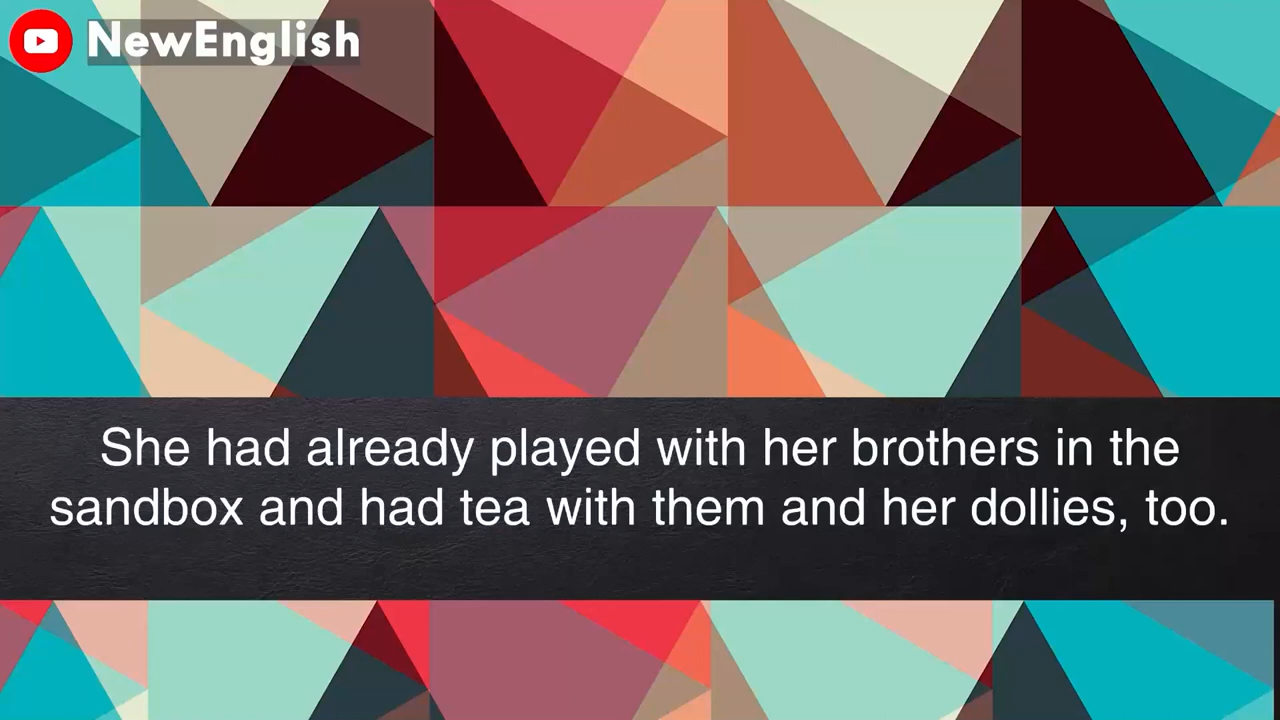 NewEnglish
She had already played with her brothers in the
sandbox and had tea with them and her dollies, too.